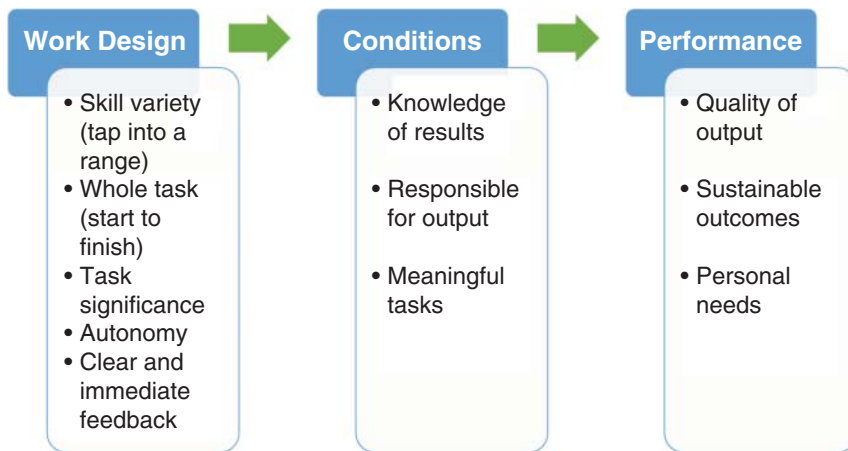 Work Design
• Skill variety
(tap into a
range)
• Whole task
(start to
finish)
• Task
significance
• Autonomy
• Clear and
immediate
feedback
Conditions
• Knowledge
of results
• Responsible
for output
• Meaningful
tasks
Performance
• Quality of
output
• Sustainable
outcomes
• Personal
needs